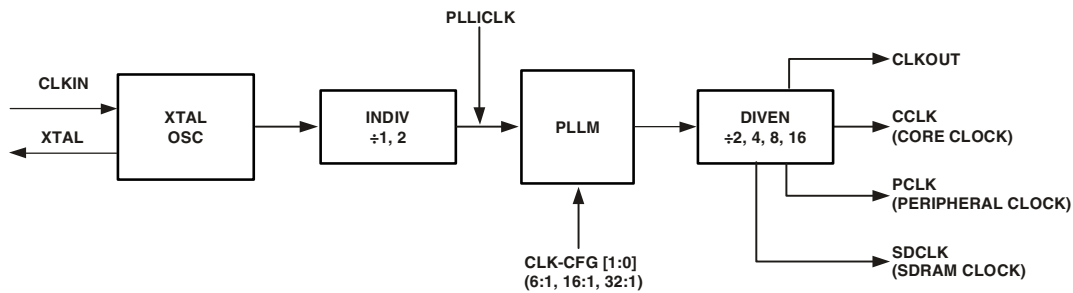 PLLICLK
CLKIN
XTAL
XTAL
OSC
INDIV
÷1, 2
PLLM
DIVEN
÷2, 4, 8, 16
CLKOUT
CCLK
(CORE CLOCK)
PCLK
(PERIPHERAL CLOCK)
SDCLK
(SDRAM CLOCK)
CLK-CFG [1:0]
(6:1, 16:1, 32:1)